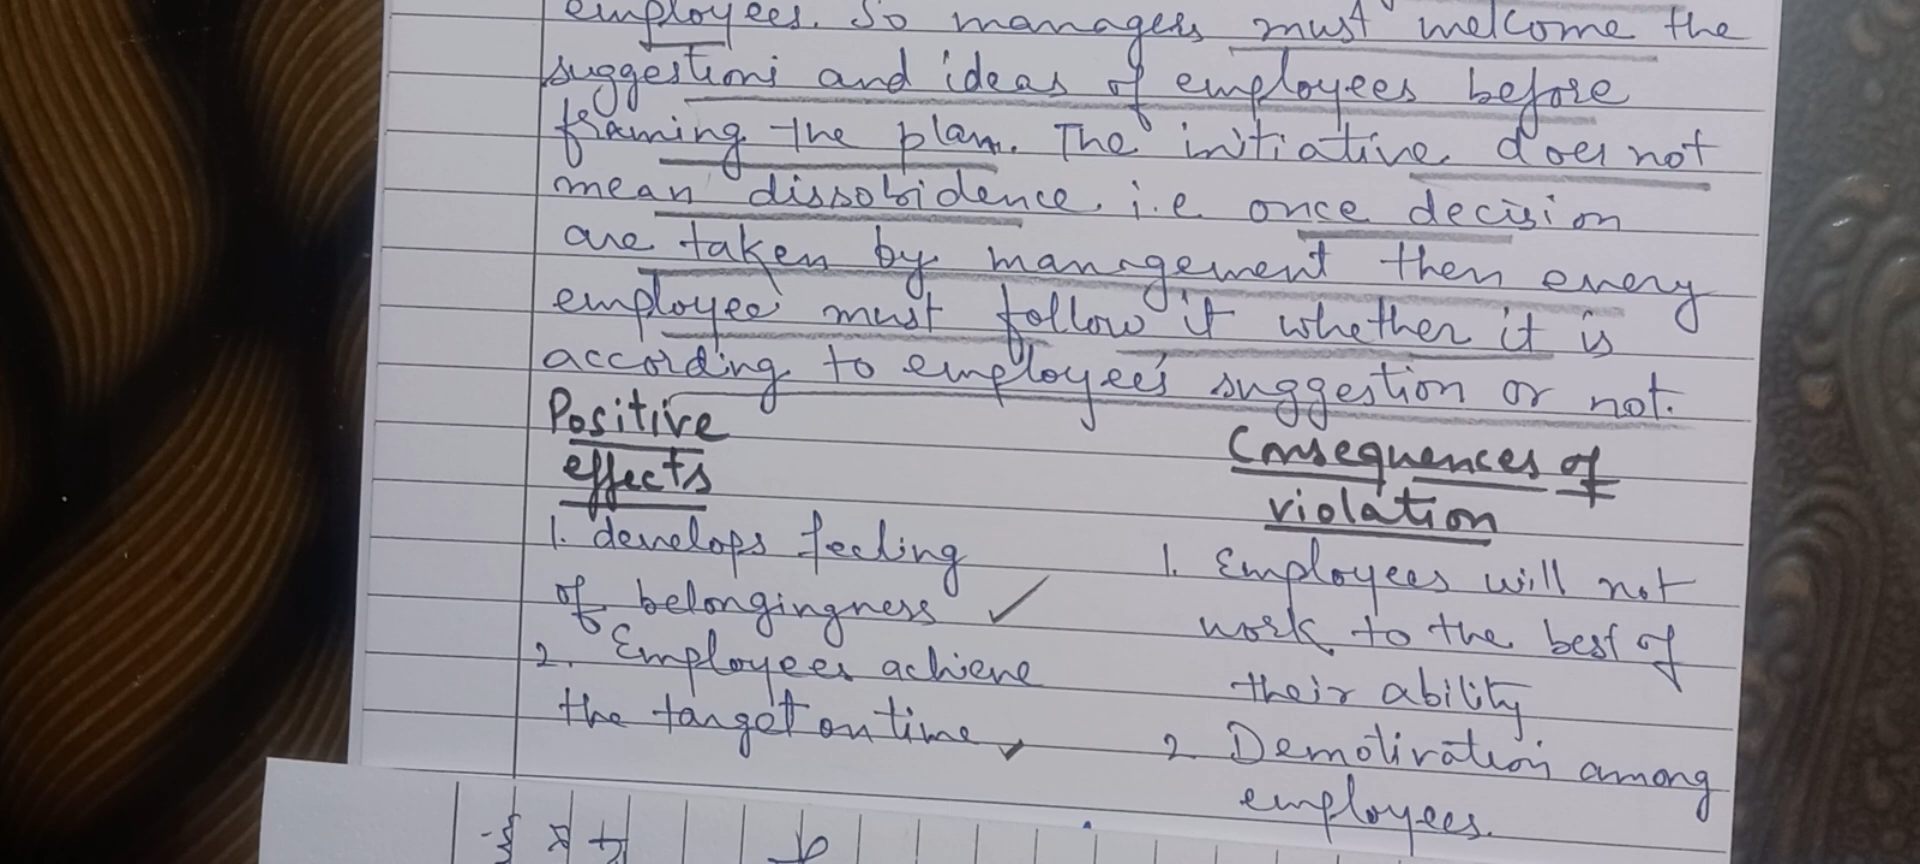 employees. So managers must welcome the
suggestions and ideas of employees before
framing the plan. The initiative does not
mean dissobidence i.e once decision
are taken by management then every
employee must follow it whether it is
according to employee's suggestion or not.
Positive
effects
1. develops feeling
of belongingness ✓
2. Employees achieve
the target on time ✓
Consequences of
violation
1. Employees will not
work to the best of
their ability
2 Demotivation among
employees.